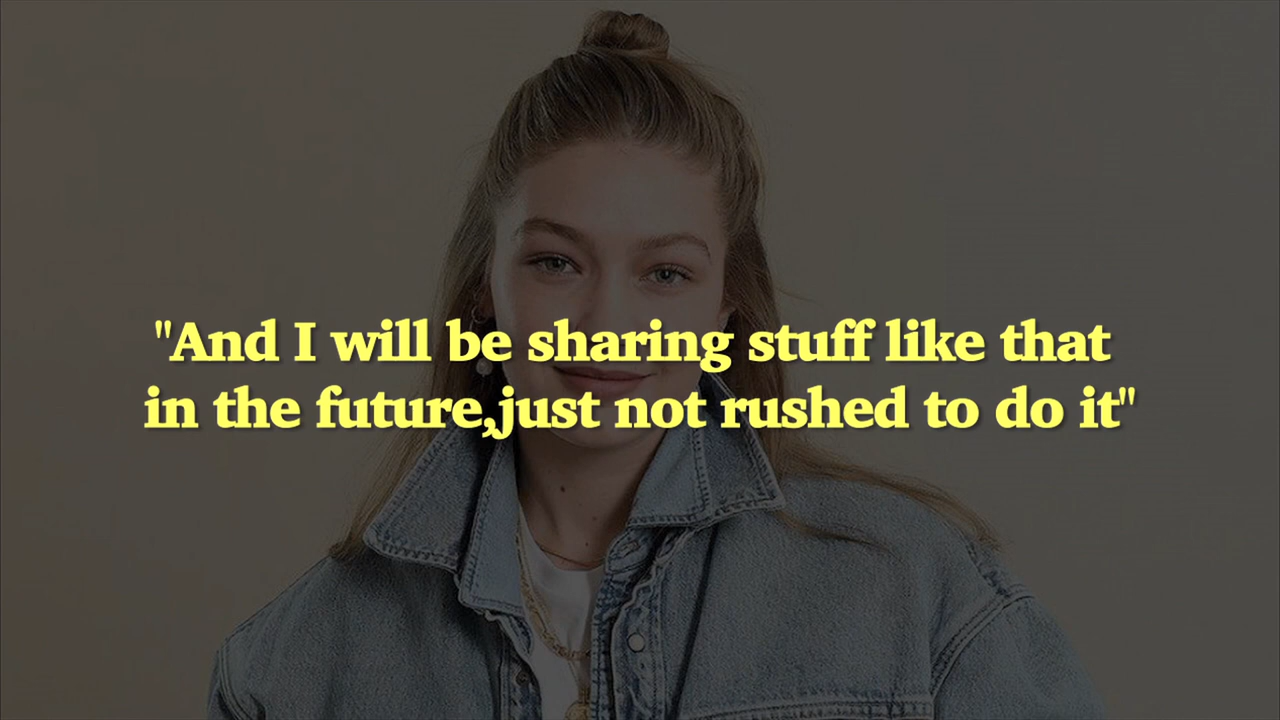 "And I will be sharing stuff like that
in the future,just not rushed to do it"